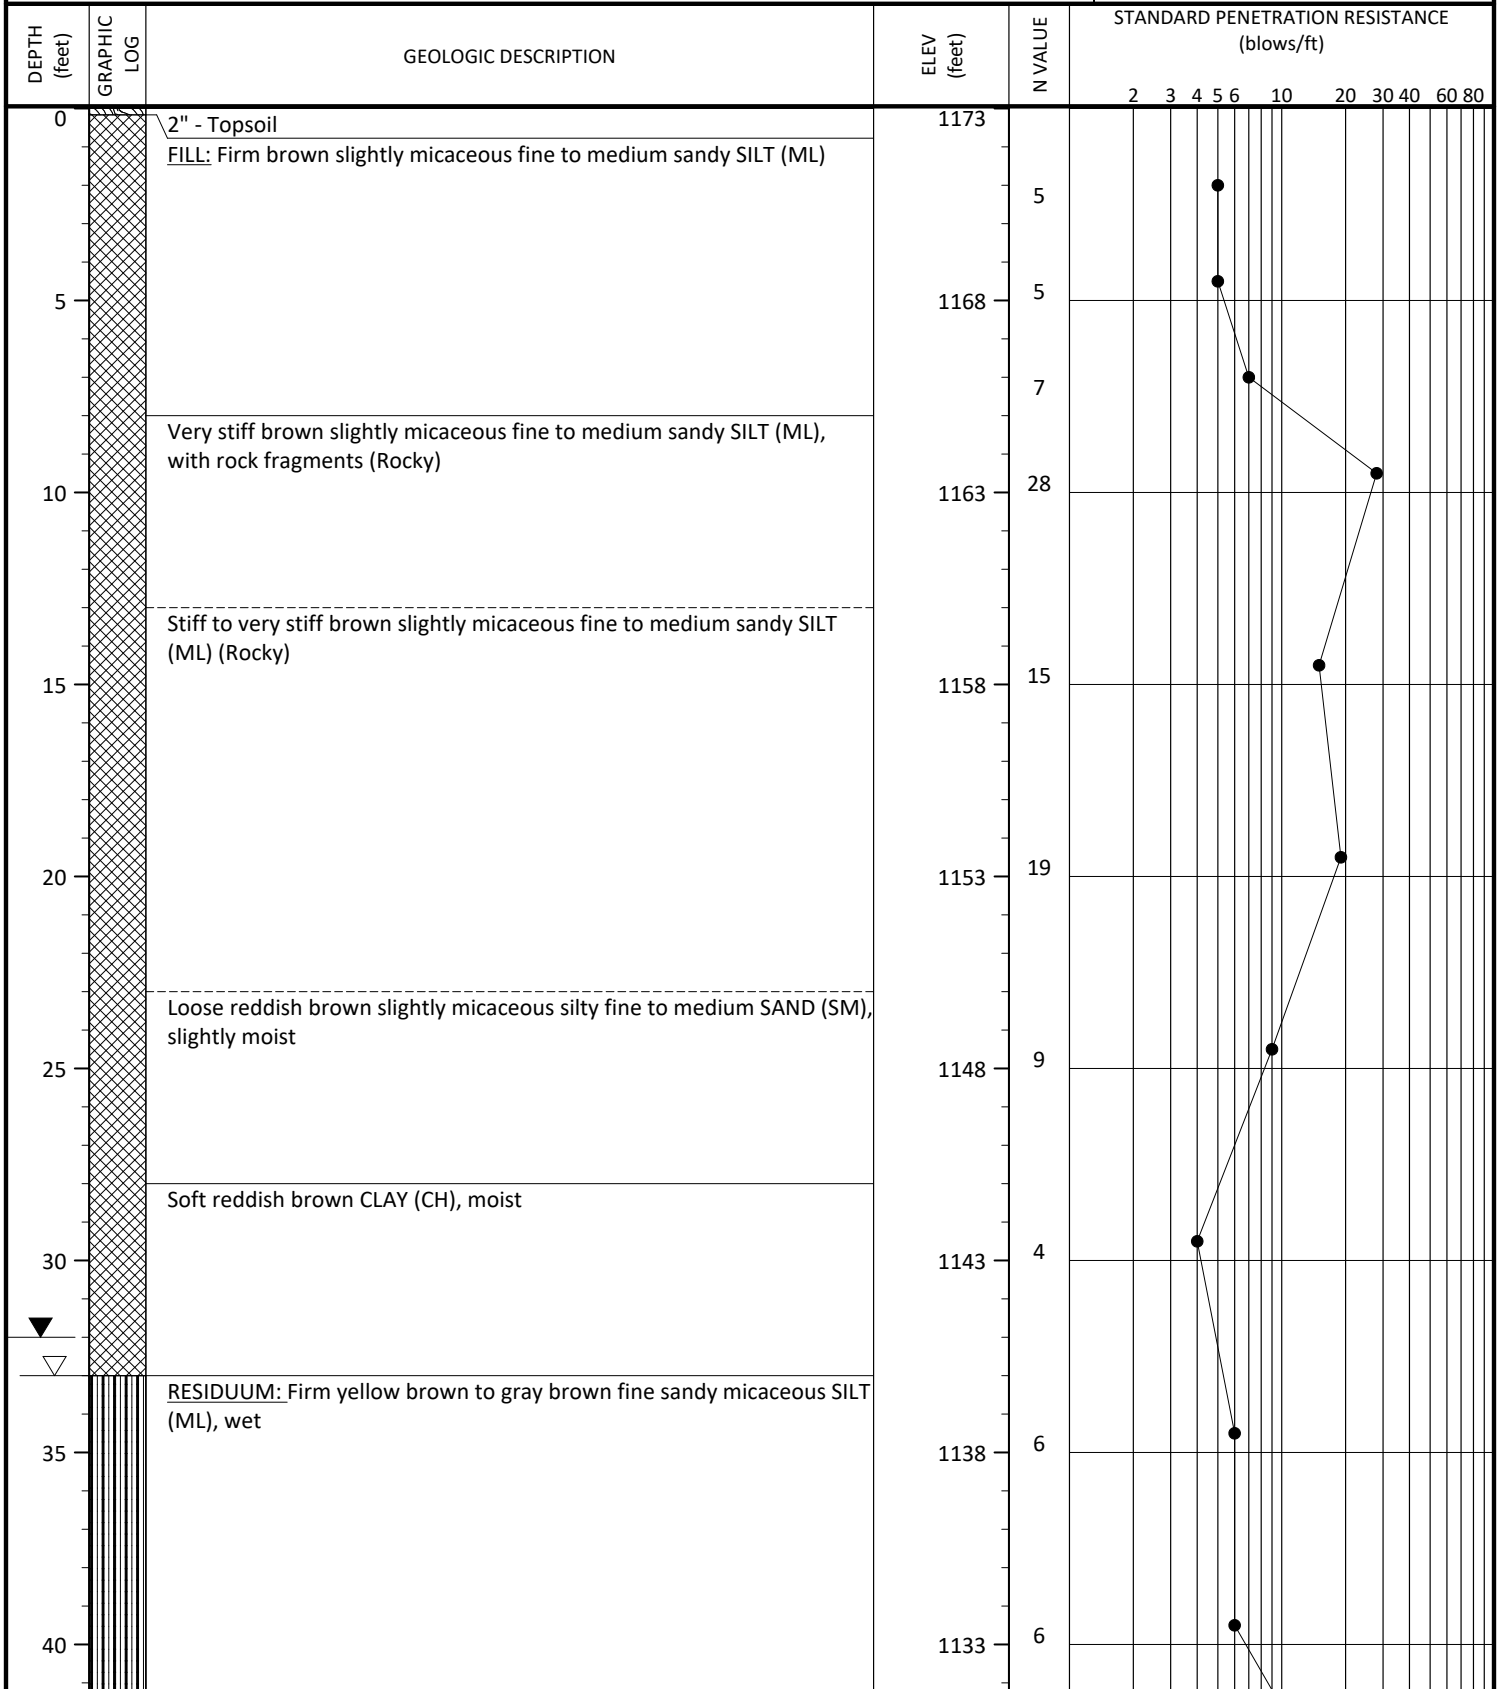 DEPTH
(feet)
GRAPHIC
LOG
GEOLOGIC DESCRIPTION
ELEV
(feet)
N VALUE
STANDARD PENETRATION RESISTANCE
(blows/ft)
2 3 4 5 6 10 20 30 40 60 80
0 2" - Topsoil 1173
FILL: Firm brown slightly micaceous fine to medium sandy SILT (ML)
5
5
5 1168
7
Very stiff brown slightly micaceous fine to medium sandy SILT (ML),
with rock fragments (Rocky)
28
10 1163
Stiff to very stiff brown slightly micaceous fine to medium sandy SILT
(ML) (Rocky)
15
15 1158
19
20 1153
Loose reddish brown slightly micaceous silty fine to medium SAND (SM),
slightly moist
9
25 1148
Soft reddish brown CLAY (CH), moist
4
30 1143
RESIDUUM: Firm yellow brown to gray brown fine sandy micaceous SILT
(ML), wet
6
35 1138
6
40 1133